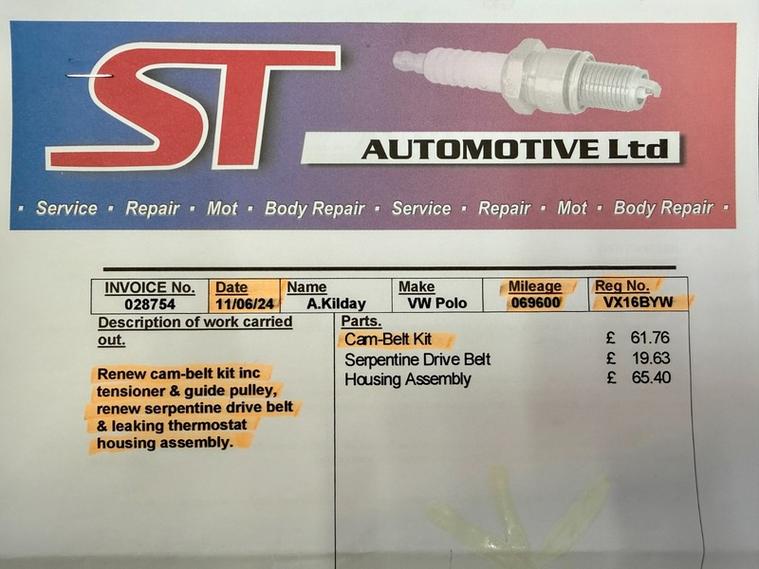 ST
AUTOMOTIVE Ltd
· Service · Repair · Mot · Body Repair · Service · Repair · Mot · Body Repair ·
INVOICE No. Date Name Make Mileage Reg No.
028754 11/06/24 A.Kilday VW Polo 069600 VX16BYW
Description of work carried
out.
Parts.
Cam-Belt Kit £ 61.76
Serpentine Drive Belt £ 19.63
Housing Assembly £ 65.40
Renew cam-belt kit inc
tensioner & guide pulley,
renew serpentine drive belt
& leaking thermostat
housing assembly.